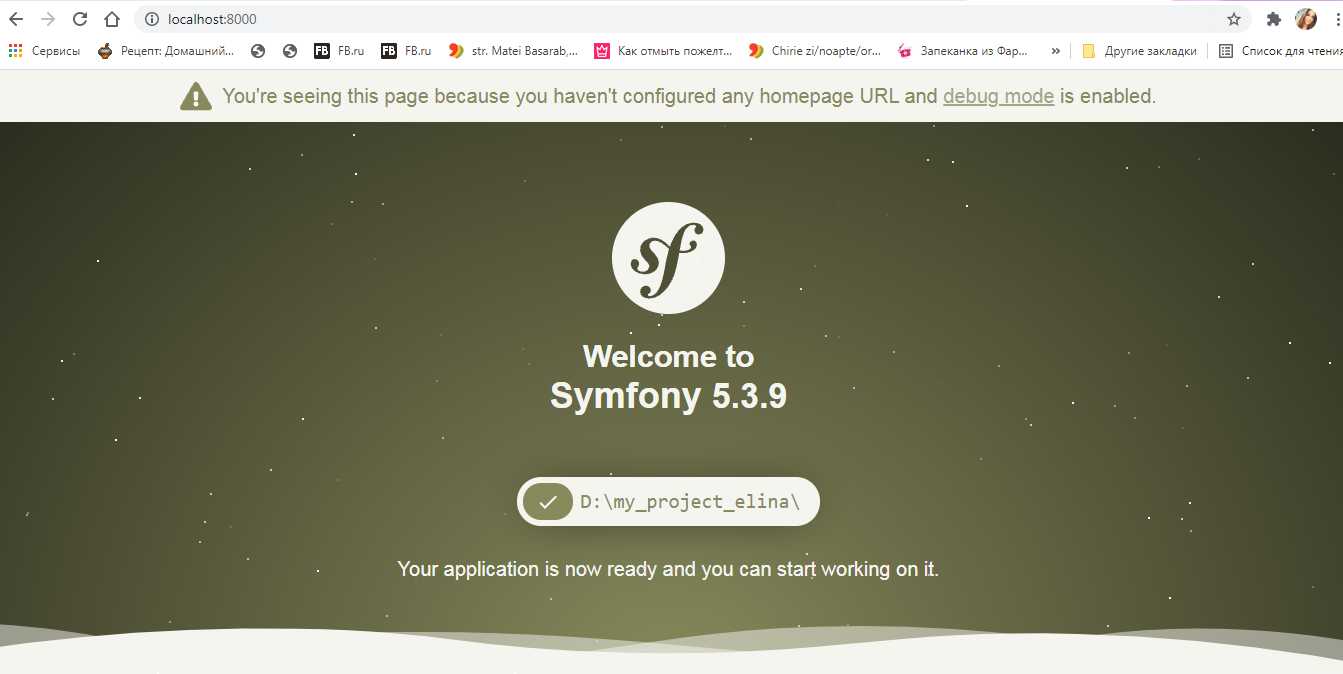 localhost:8000
Сервисы Рецепт: Домашний... FB FB.ru FB FB.ru str. Matei Basarab,... Как отмыть пожелт... Chirie zi/noapte/or... Запеканка из Фар... » Другие закладки Список для чтения
You're seeing this page because you haven't configured any homepage URL and debug mode is enabled.
sf
Welcome to
Symfony 5.3.9
D:\my_project_elina\
Your application is now ready and you can start working on it.